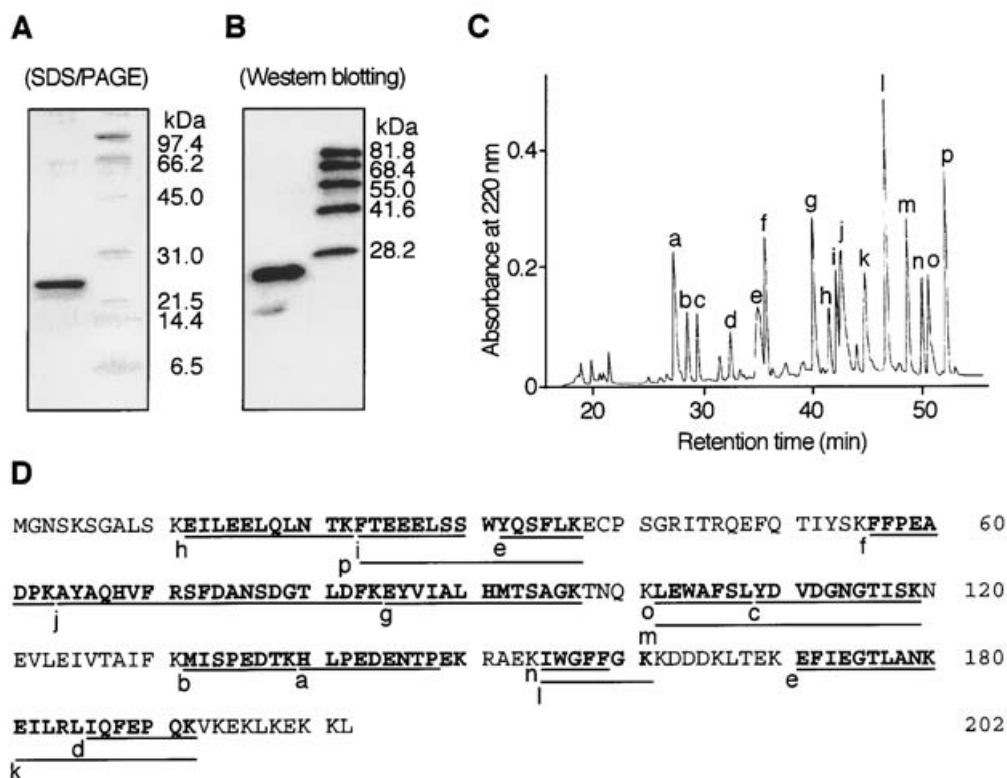 A
B
C
(SDS/PAGE)
(Western blotting)
kDa
97.4
66.2
45.0
31.0
21.5
14.4
6.5
kDa
81.8
68.4
55.0
41.6
28.2
Absorbance at 220 nm
0.4
0.2
0
a
b
c
d
e
f
g
h
i
j
k
l
m
n
o
p
20
30
40
50
Retention time (min)
D
MGNSKSGALS KEILEELQLN TKFTEEELSS WYQSFLKECP SGRITRQEFQ TIYSKFFPEA 60
h i e f
p
DPKAYAQHVF RSFDANSDGT LDFKEYVIAL HMTSAGKTNQ KLEWAFSLYD VDGNGTISKN 120
j g o c
m
EVLEIVTAIF KMISPEDTKH LPEDENTPEK RAEKIWGFFG KKDDDKLTEK EFIEGTLANK 180
b a n e
l
EILRLIQFEP QKVKEKLKEK KL 202
d
k